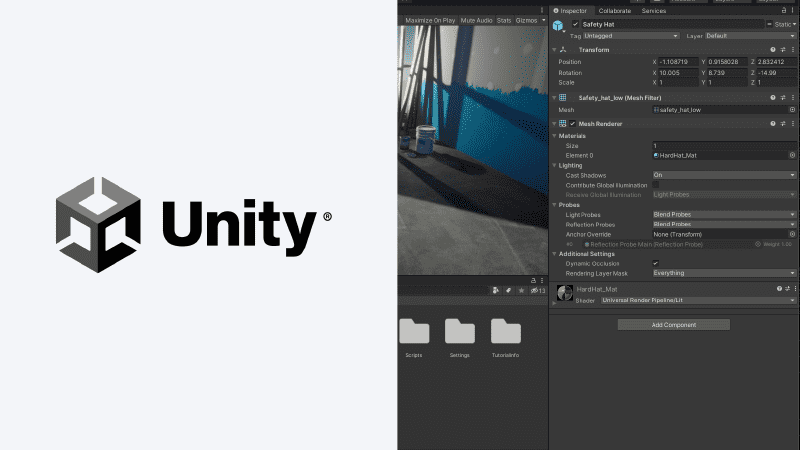 Unity®
Maximize On Play Mute Audio Stats Gizmos
13
Scripts Settings TutorialInfo
Inspector Collaborate Services
Safety Hat Static
Tag Untagged Layer Default
Transform
Position X -1.108719 Y 0.9158028 Z 2.832412
Rotation X 10.005 Y 8.739 Z -14.99
Scale X 1 Y 1 Z 1
Safety_hat_low (Mesh Filter)
Mesh safety_hat_low
Mesh Renderer
Materials
Size 1
Element 0 HardHat_Mat
Lighting
Cast Shadows On
Contribute Global Illumination
Receive Global Illumination Light Probes
Probes
Light Probes Blend Probes
Reflection Probes Blend Probes
Anchor Override None (Transform)
#0 Reflection Probe Main (Reflection Probe) Weight 1.00
Additional Settings
Dynamic Occlusion
Rendering Layer Mask Everything
HardHat_Mat
Shader Universal Render Pipeline/Lit
Add Component